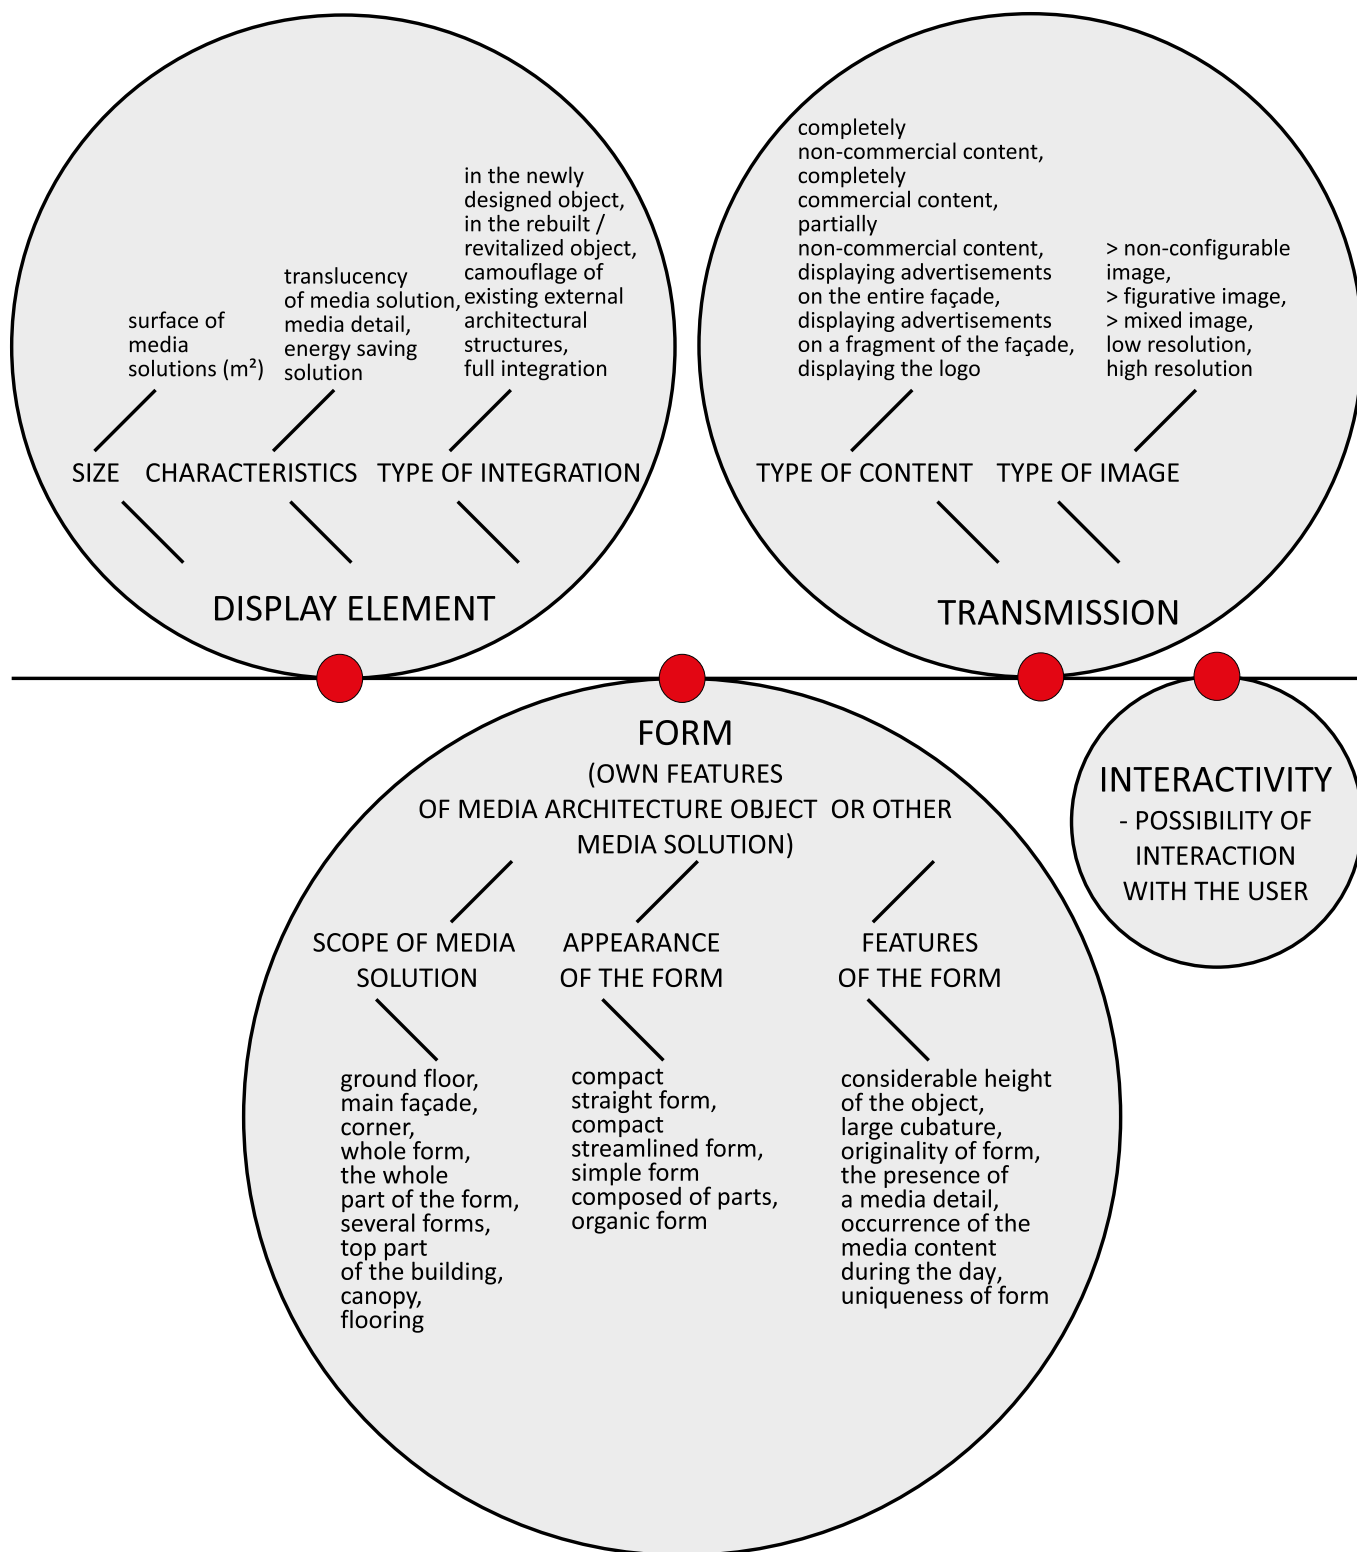 surface of
media
solutions (m²)
translucency
of media solution,
media detail,
energy saving
solution
in the newly
designed object,
in the rebuilt /
revitalized object,
camouflage of
existing external
architectural
structures,
full integration
SIZE
CHARACTERISTICS
TYPE OF INTEGRATION
DISPLAY ELEMENT
completely
non-commercial content,
completely
commercial content,
partially
non-commercial content,
displaying advertisements
on the entire façade,
displaying advertisements
on a fragment of the façade,
displaying the logo
> non-configurable
image,
> figurative image,
> mixed image,
low resolution,
high resolution
TYPE OF CONTENT
TYPE OF IMAGE
TRANSMISSION
FORM
(OWN FEATURES
OF MEDIA ARCHITECTURE OBJECT OR OTHER
MEDIA SOLUTION)
SCOPE OF MEDIA
SOLUTION
ground floor,
main façade,
corner,
whole form,
the whole
part of the form,
several forms,
top part
of the building,
canopy,
flooring
APPEARANCE
OF THE FORM
compact
straight form,
compact
streamlined form,
simple form
composed of parts,
organic form
FEATURES
OF THE FORM
considerable height
of the object,
large cubature,
originality of form,
the presence of
a media detail,
occurrence of the
media content
during the day,
uniqueness of form
INTERACTIVITY
- POSSIBILITY OF
INTERACTION
WITH THE USER